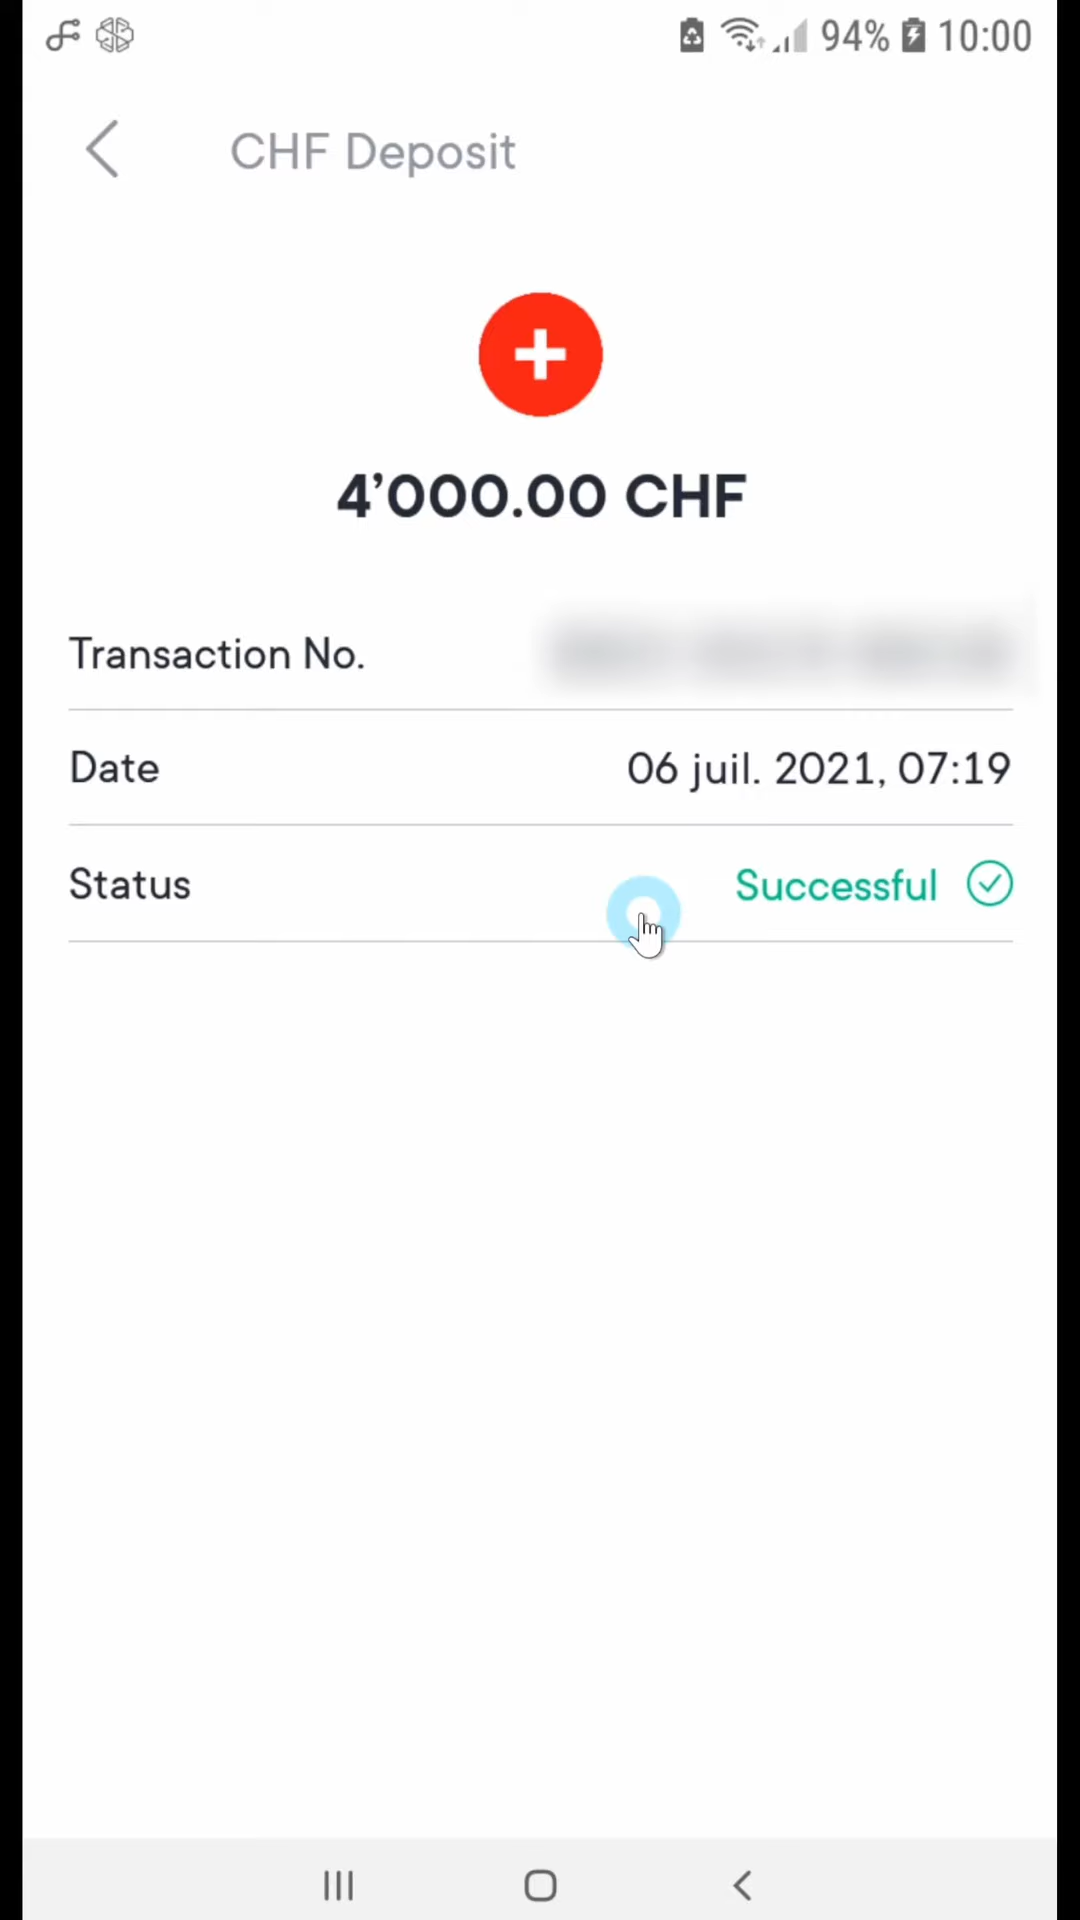 94% 10:00
CHF Deposit
4’000.00 CHF
Transaction No.
Date 06 juil. 2021, 07:19
Status Successful